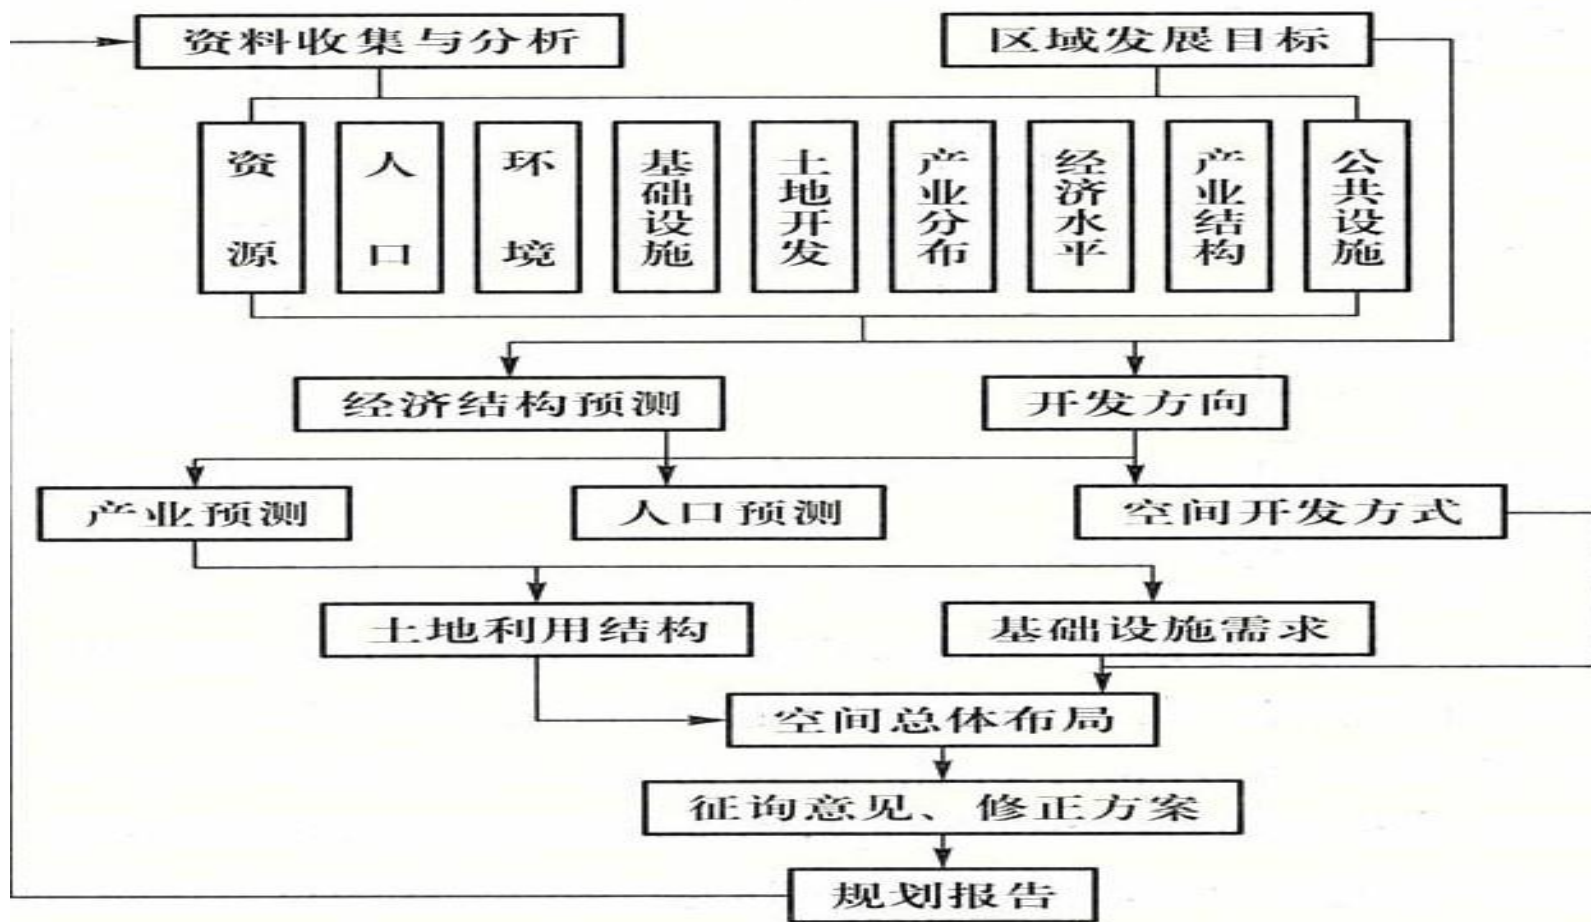 资料收集与分析
区域发展目标
资源
人口
环境
基础设施
土地开发
产业分布
经济水平
产业结构
公共设施
经济结构预测
开发方向
产业预测
人口预测
空间开发方式
土地利用结构
基础设施需求
空间总体布局
征询意见、修正方案
规划报告